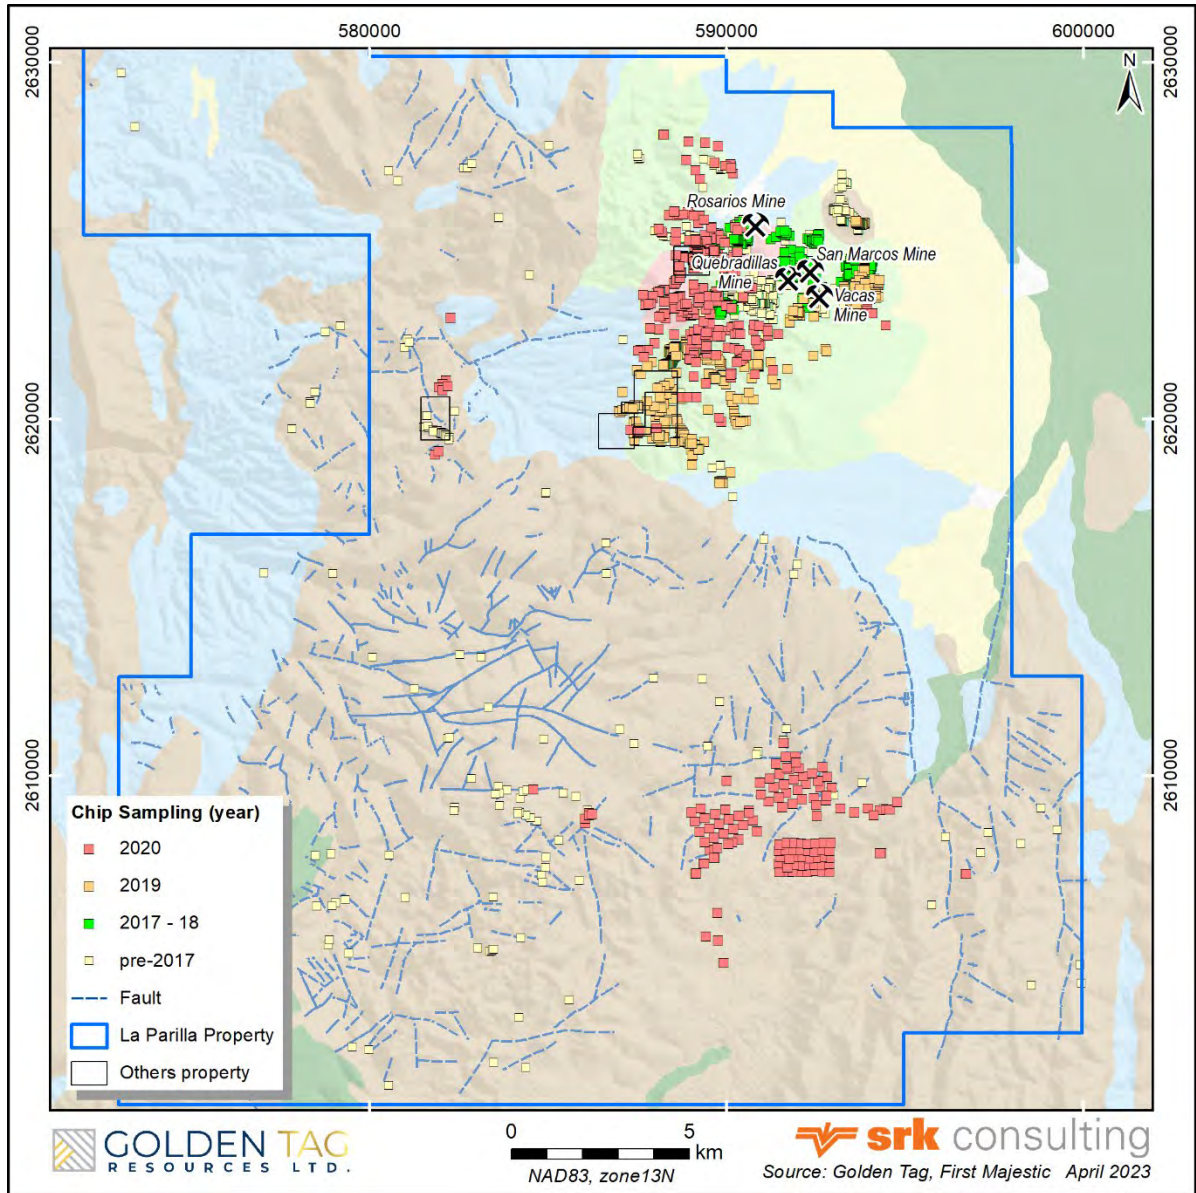 580000
590000
600000
2630000
2630000
N
Rosarios Mine
San Marcos Mine
Quebradillas
Mine
Vacas
Mine
2620000
2620000
2610000
2610000
Chip Sampling (year)
2020
2019
2017 - 18
pre-2017
Fault
La Parilla Property
Others property
GOLDEN TAG
RESOURCES LTD.
0 5
km
NAD83, zone13N
srk consulting
Source: Golden Tag, First Majestic April 2023